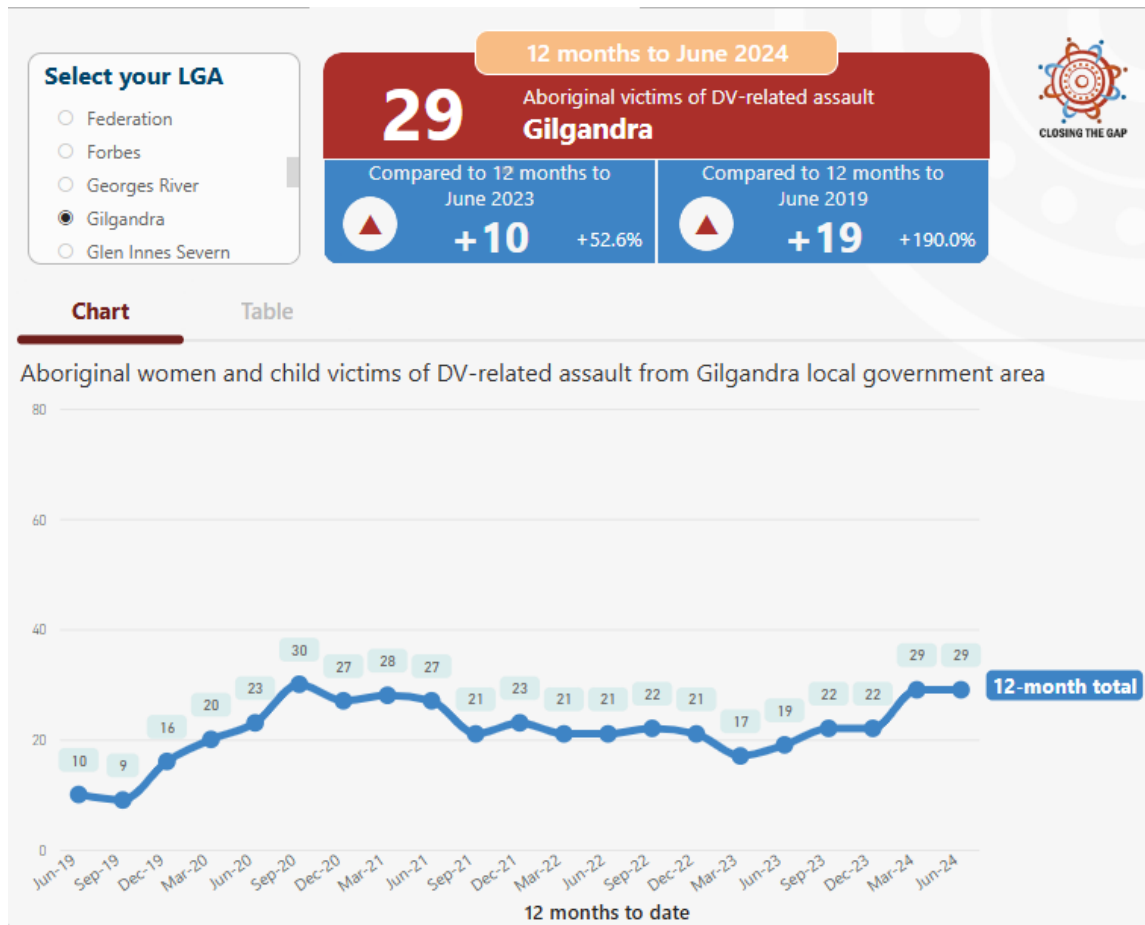 Select your LGA
Federation
Forbes
Georges River
Gilgandra
Glen Innes Severn
12 months to June 2024
29
Aboriginal victims of DV-related assault
Gilgandra
Compared to 12 months to
June 2023
+10
+52.6%
Compared to 12 months to
June 2019
+19
+190.0%
CLOSING THE GAP
Chart
Table
Aboriginal women and child victims of DV-related assault from Gilgandra local government area
80
60
40
20
0
10
9
16
20
23
30
27
28
27
21
23
21
21
22
21
17
19
22
22
29
29
12-month total
Jun-19
Sep-19
Dec-19
Mar-20
Jun-20
Sep-20
Dec-20
Mar-21
Jun-21
Sep-21
Dec-21
Mar-22
Jun-22
Sep-22
Dec-22
Mar-23
Jun-23
Sep-23
Dec-23
Mar-24
Jun-24
12 months to date